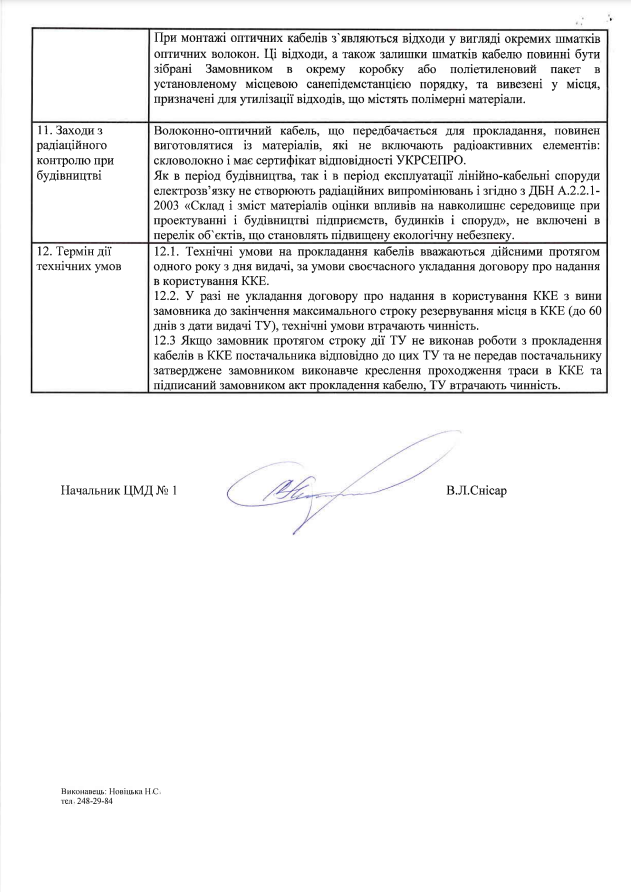 При монтажі оптичних кабелів з`являються відходи у вигляді окремих шматків
оптичних волокон. Ці відходи, а також залишки шматків кабелю повинні бути
зібрані Замовником в окрему коробку або поліетиленовий пакет в
установленому місцевою санепідемстанцією порядку, та вивезені у місця,
призначені для утилізації відходів, що містять полімерні матеріали.
11. Заходи з
радіаційного
контролю при
будівництві
Волоконно-оптичний кабель, що передбачається для прокладання, повинен
виготовлятися із матеріалів, які не включають радіоактивних елементів:
скловолокно і має сертифікат відповідності УКРСЕПРО.
Як в період будівництва, так і в період експлуатації лінійно-кабельні споруди
електрозв’язку не створюють радіаційних випромінювань і згідно з ДБН А.2.2.1-
2003 «Склад і зміст матеріалів оцінки впливів на навколишнє середовище при
проектуванні і будівництві підприємств, будинків і споруд», не включені в
перелік об`єктів, що становлять підвищену екологічну небезпеку.
12. Термін дії
технічних умов
12.1. Технічні умови на прокладання кабелів вважаються дійсними протягом
одного року з дня видачі, за умови своєчасного укладання договору про надання
в користування ККЕ.
12.2. У разі не укладання договору про надання в користування ККЕ з вини
замовника до закінчення максимального строку резервування місця в ККЕ (до 60
днів з дати видачі ТУ), технічні умови втрачають чинність.
12.3 Якщо замовник протягом строку дії ТУ не виконав роботи з прокладення
кабелів в ККЕ постачальника відповідно до цих ТУ та не передав постачальнику
затверджене замовником виконавче креслення проходження траси в ККЕ та
підписаний замовником акт прокладення кабелю, ТУ втрачають чинність.
Начальник ЦМД № 1
В.Л.Снісар
Виконавець: Новіцька Н.С.
тел. 248-29-84